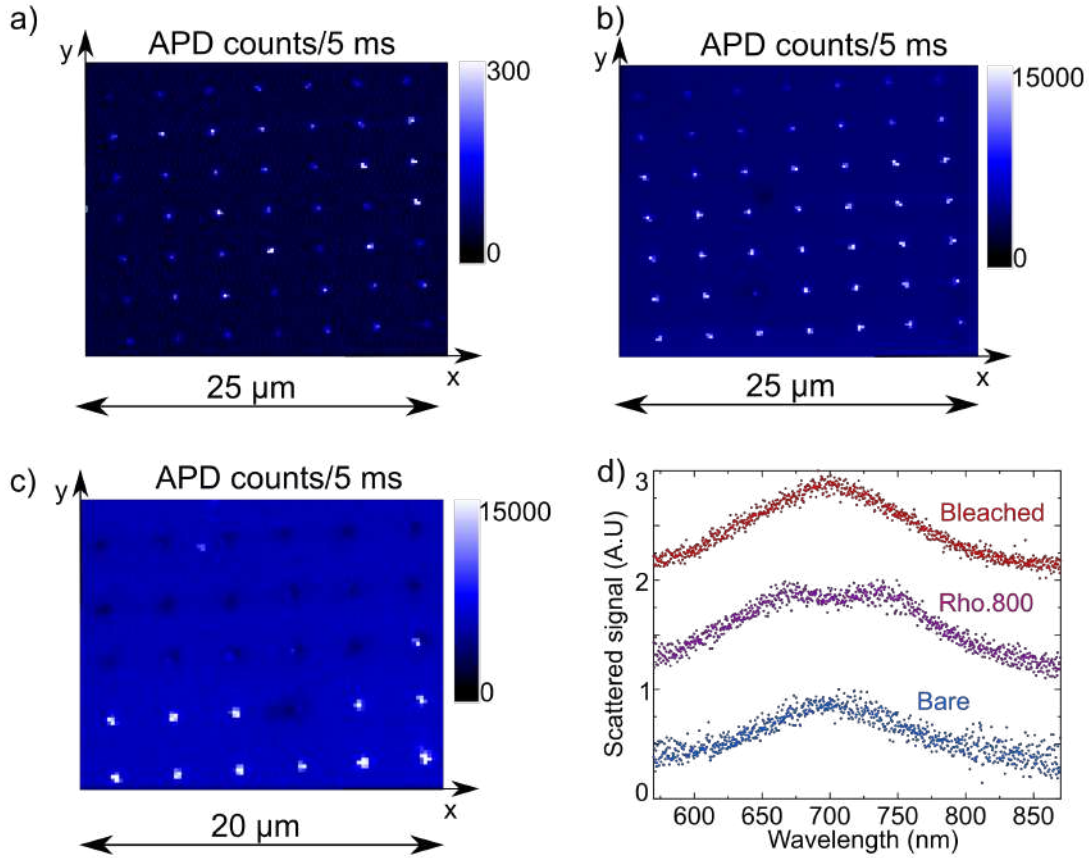 a)
APD counts/5 ms
y
300
0
x
25 µm
b)
APD counts/5 ms
y
15000
0
x
25 µm
c)
APD counts/5 ms
y
15000
0
x
20 µm
d)
Scattered signal (A.U)
3
2
1
0
Bleached
Rho.800
Bare
600 650 700 750 800 850
Wavelength (nm)